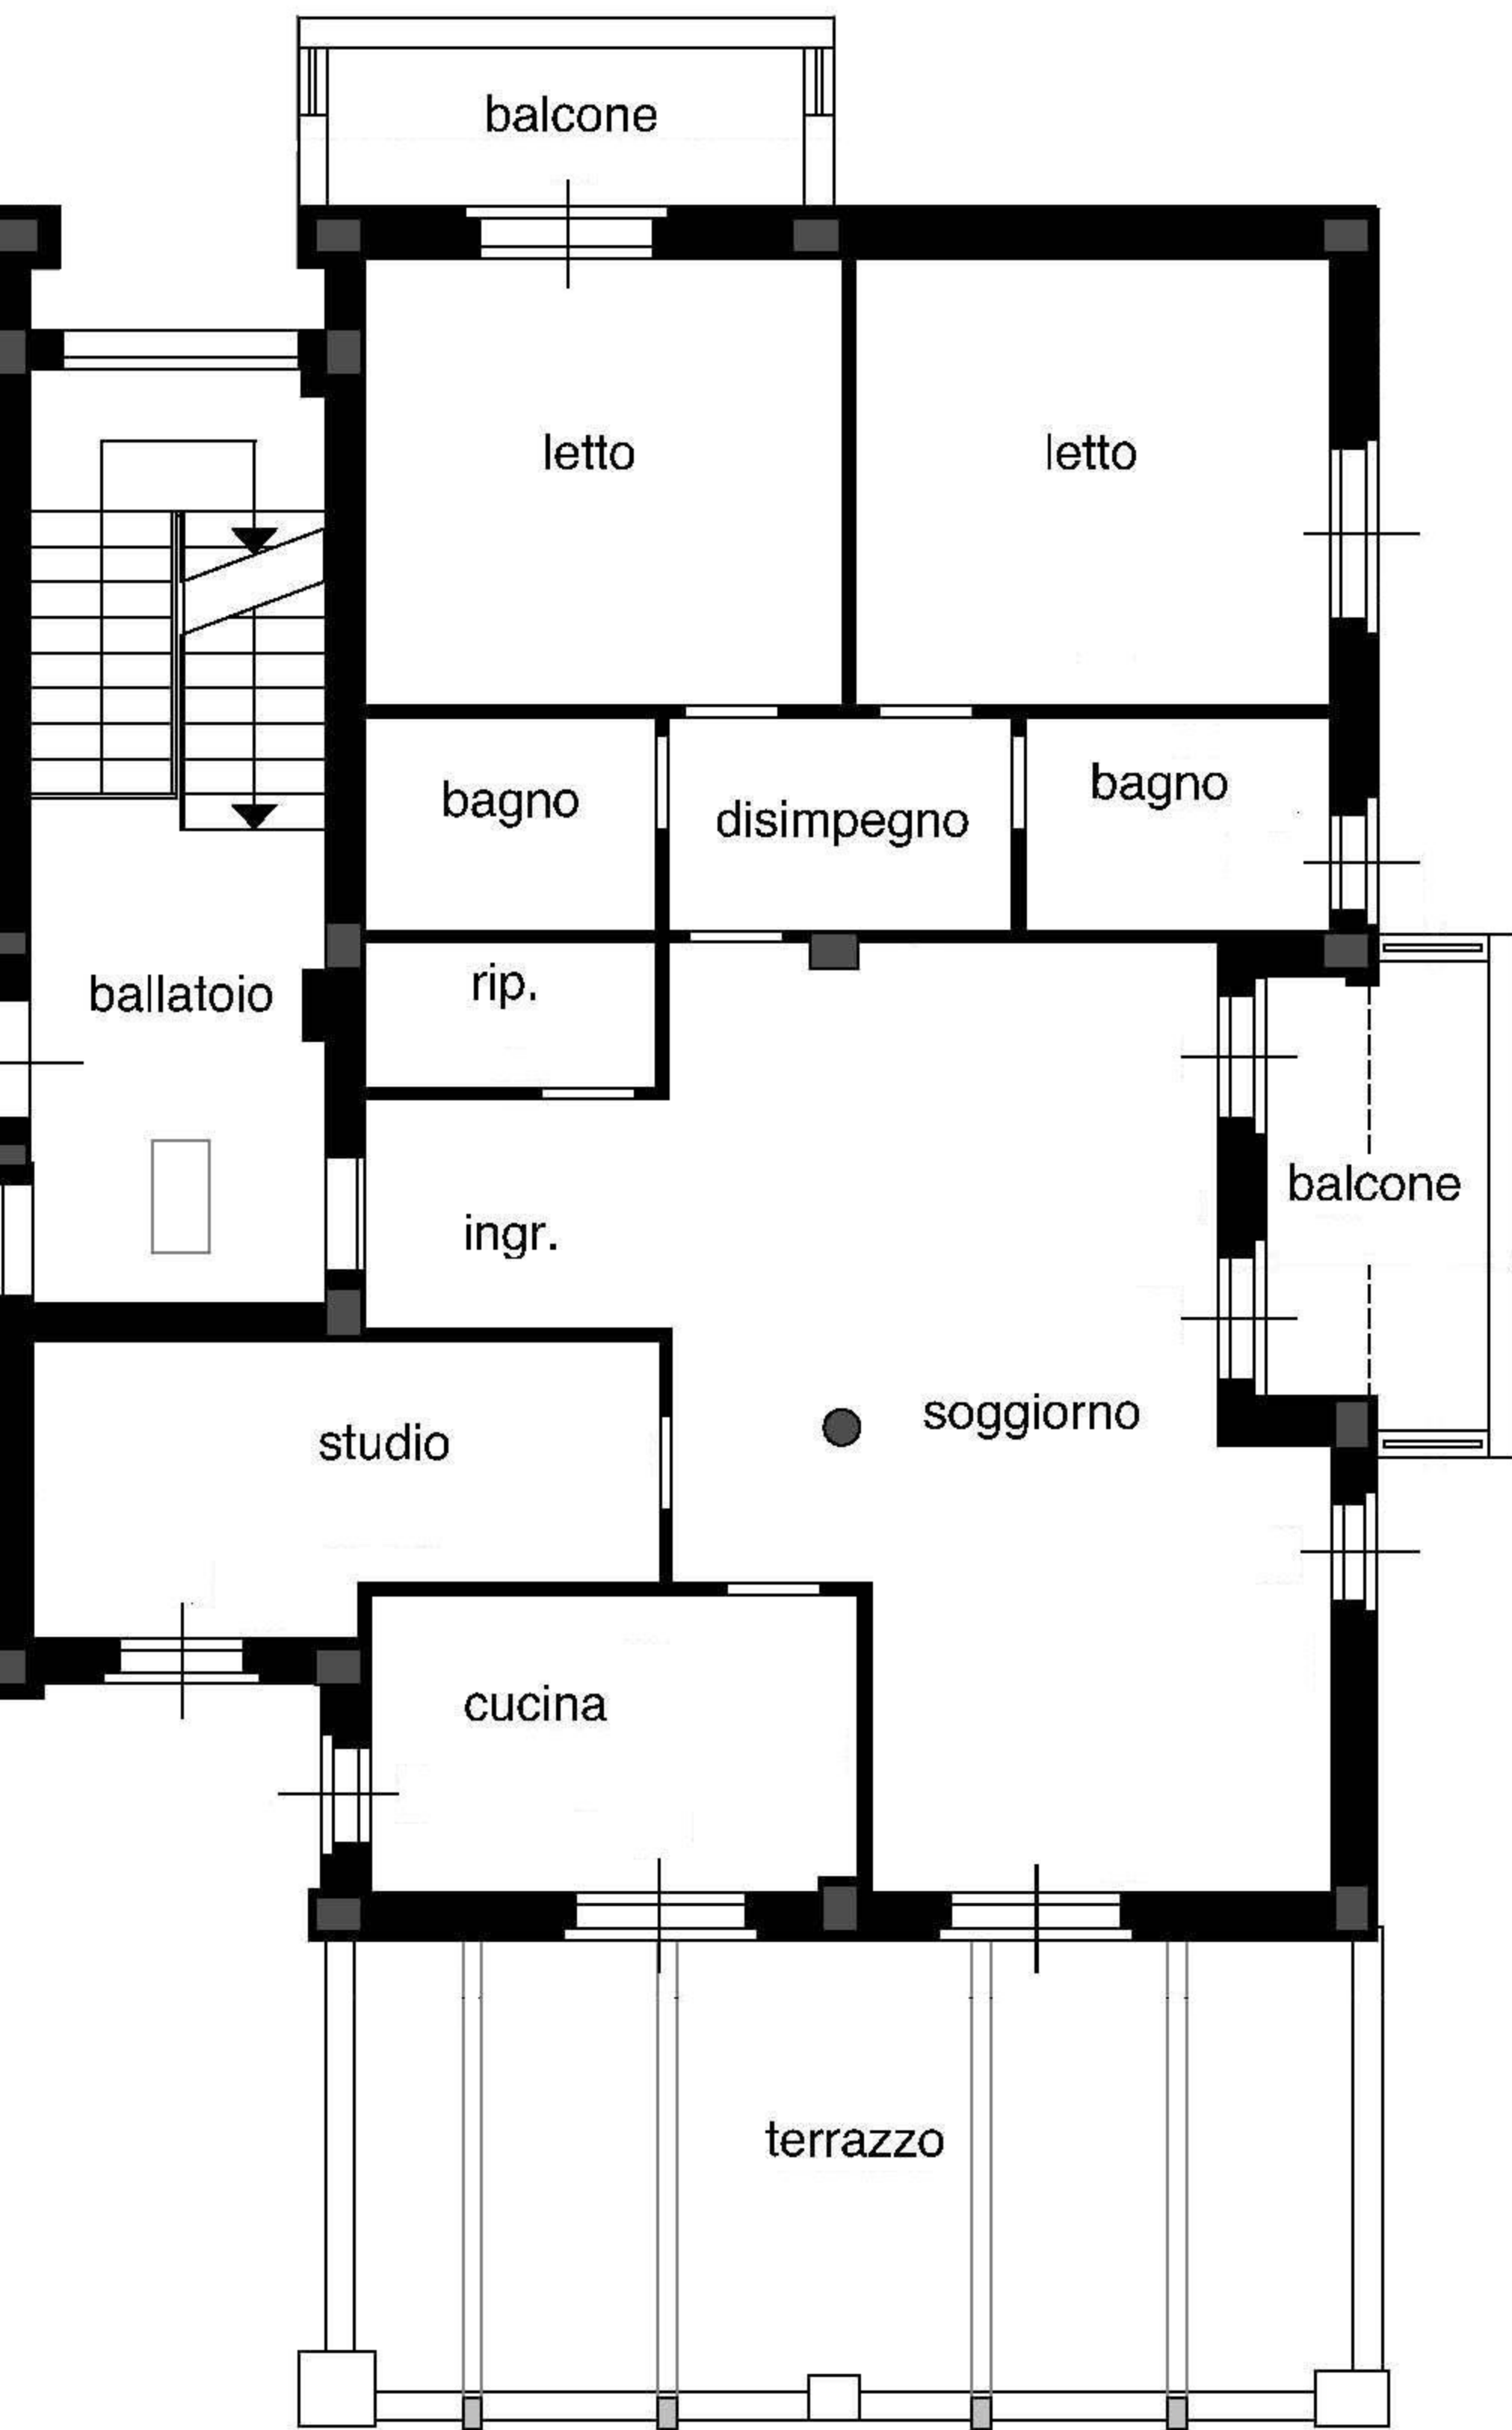 balcone
letto
letto
bagno
disimpegno
bagno
ballatoio
rip.
balcone
ingr.
soggiorno
studio
cucina
terrazzo